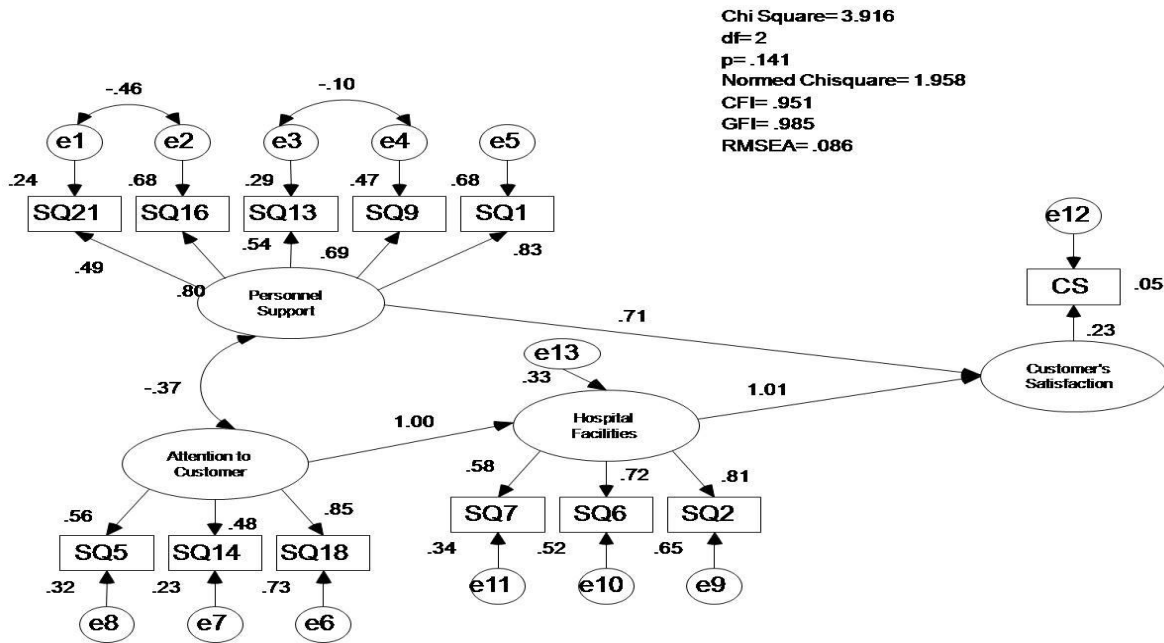 Chi Square= 3.916
df= 2
p= .141
Normed Chisquare= 1.958
CFI= .951
GFI= .985
RMSEA= .086
-.46
-.10
e1
e2
e3
e4
e5
.24
.68
.29
.47
.68
SQ21
SQ16
SQ13
SQ9
SQ1
e12
.54
.69
.49
.83
CS
.05
.80
Personnel
Support
.71
.23
e13
.33
Customer's
Satisfaction
-.37
1.01
1.00
Hospital
Facilities
Attention to
Customer
.58
.72
.81
.56
.48
.85
SQ7
SQ6
SQ2
SQ5
SQ14
SQ18
.34
.52
.65
.32
.23
.73
e11
e10
e9
e8
e7
e6